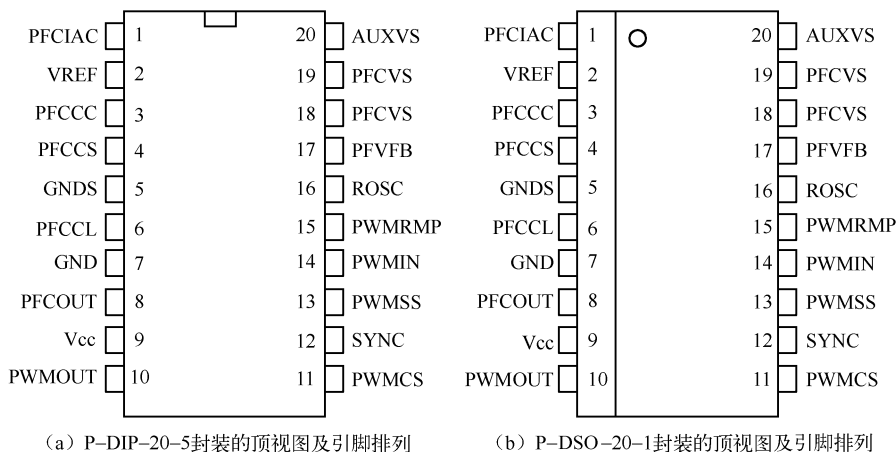 PFCIAC 1 20 AUXVS
VREF 2 19 PFCVS
PFCCC 3 18 PFCVS
PFCCS 4 17 PFVFB
GNDS 5 16 ROSC
PFCCL 6 15 PWMRMP
GND 7 14 PWMIN
PFCOUT 8 13 PWMSS
Vcc 9 12 SYNC
PWMOUT 10 11 PWMCS
（a）P–DIP–20–5封装的顶视图及引脚排列
PFCIAC 1 20 AUXVS
VREF 2 19 PFCVS
PFCCC 3 18 PFCVS
PFCCS 4 17 PFVFB
GNDS 5 16 ROSC
PFCCL 6 15 PWMRMP
GND 7 14 PWMIN
PFCOUT 8 13 PWMSS
Vcc 9 12 SYNC
PWMOUT 10 11 PWMCS
（b）P–DSO–20–1封装的顶视图及引脚排列